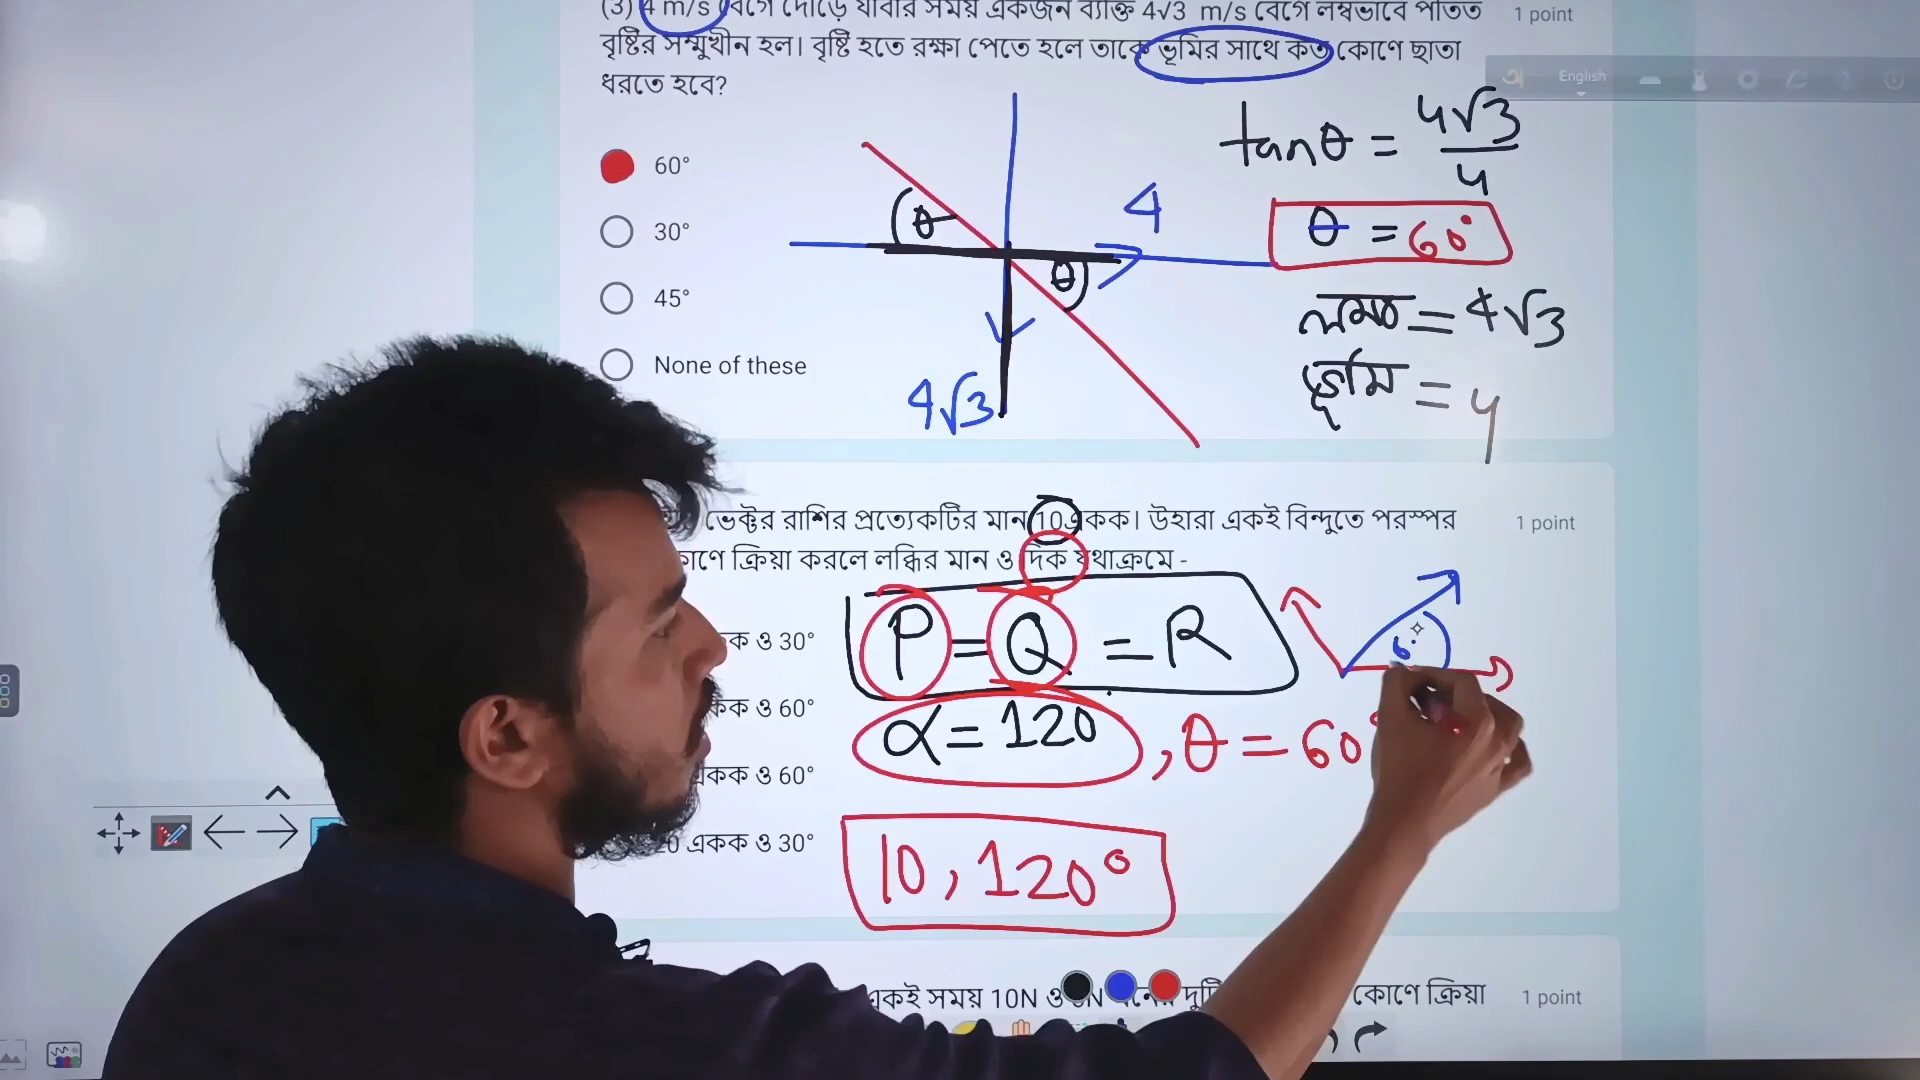 (3) 4 m/s বেগে দৌড়ে যাবার সময় একজন ব্যক্তি 4√3 m/s বেগে লম্বভাবে পতিত
1 point
বৃষ্টির সম্মুখীন হল। বৃষ্টি হতে রক্ষা পেতে হলে তাকে ভূমির সাথে কত কোণে ছাতা
ধরতে হবে?
English
tanθ = 4√3/4
60°
θ
4
30°
θ = 60°
θ
45°
লম্ব = 4√3
None of these
4√3
ভূমি = 4
ভেক্টর রাশির প্রত্যেকটির মান 10 একক। উহারা একই বিন্দুতে পরস্পর
1 point
কোণে ক্রিয়া করলে লব্ধির মান ও দিক যথাক্রমে -
ও 30°
P = Q = R
6
ও 60°
α = 120, θ = 60°
একক ও 60°
একক ও 30°
10, 120°
একই সময় 10N ও
কোণে ক্রিয়া
1 point